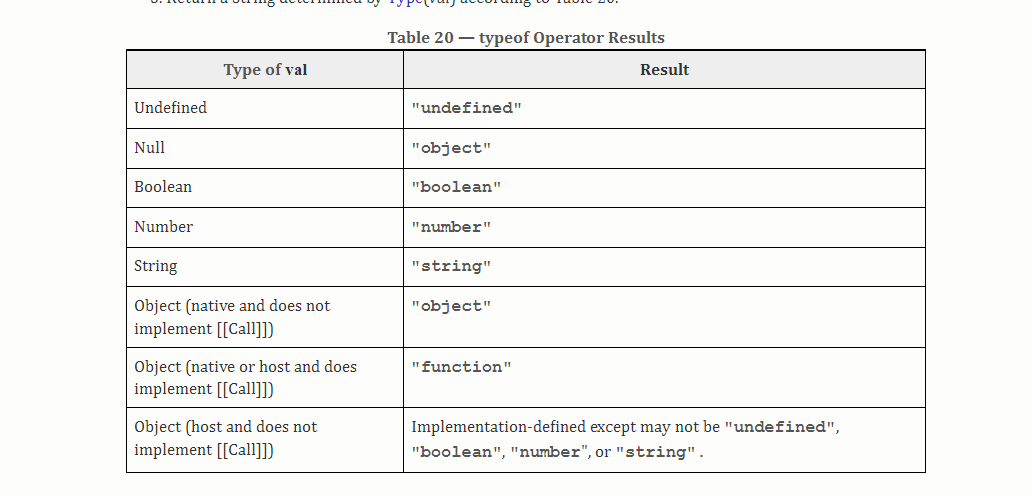 3. Return a String determined by Type(val) according to Table 20.
Table 20 — typeof Operator Results
Type of val Result
Undefined "undefined"
Null "object"
Boolean "boolean"
Number "number"
String "string"
Object (native and does not "object"
implement [[Call]])
Object (native or host and does "function"
implement [[Call]])
Object (host and does not Implementation-defined except may not be "undefined",
implement [[Call]]) "boolean", "number", or "string".